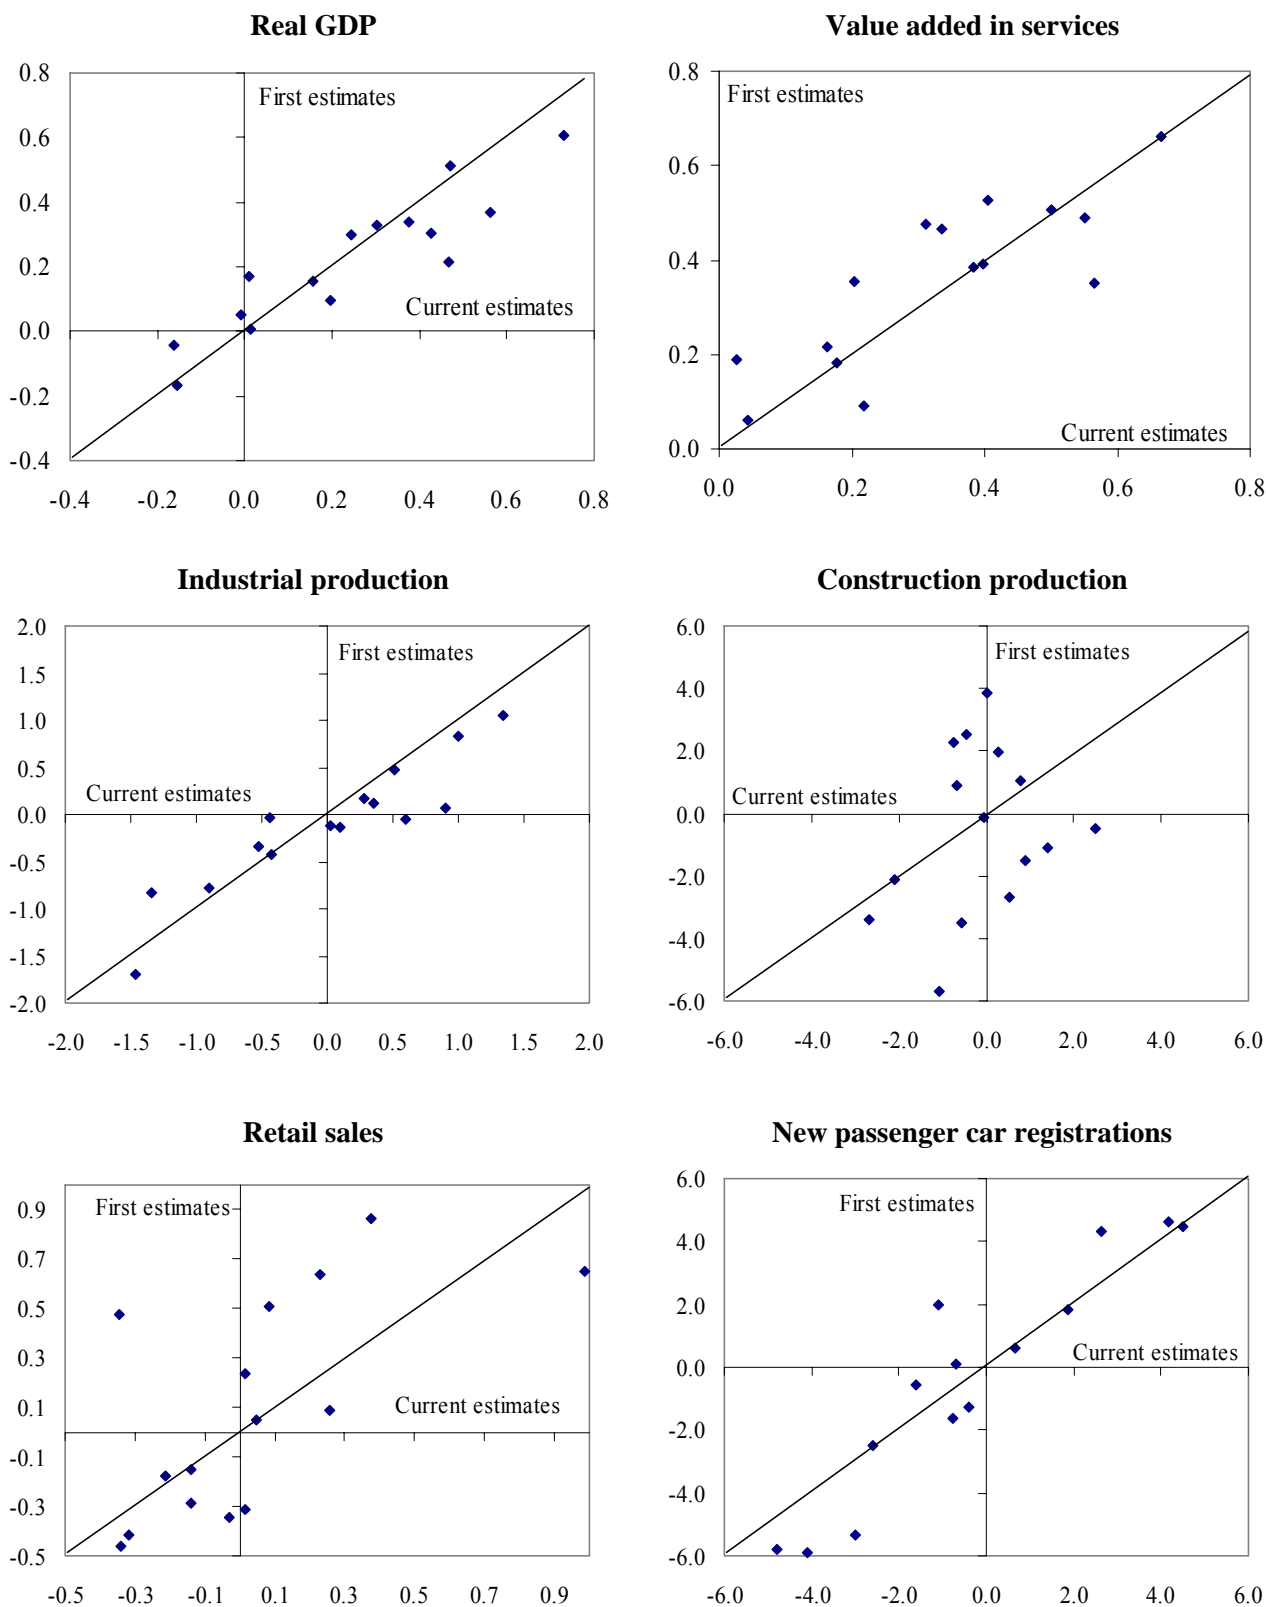 Real GDP
Value added in services
0.8
First estimates
0.6
0.4
0.2
Current estimates
0.0
-0.2
-0.4
-0.4 -0.2 0.0 0.2 0.4 0.6 0.8
0.8
First estimates
0.6
0.4
0.2
Current estimates
0.0
0.0 0.2 0.4 0.6 0.8
Industrial production
Construction production
2.0
First estimates
1.5
1.0
0.5
Current estimates
0.0
-0.5
-1.0
-1.5
-2.0
-2.0 -1.5 -1.0 -0.5 0.0 0.5 1.0 1.5 2.0
6.0
First estimates
4.0
2.0
Current estimates
0.0
-2.0
-4.0
-6.0
-6.0 -4.0 -2.0 0.0 2.0 4.0 6.0
Retail sales
New passenger car registrations
First estimates
0.9
0.7
0.5
0.3
0.1
Current estimates
-0.1
-0.3
-0.5
-0.5 -0.3 -0.1 0.1 0.3 0.5 0.7 0.9
6.0
First estimates
4.0
2.0
Current estimates
0.0
-2.0
-4.0
-6.0
-6.0 -4.0 -2.0 0.0 2.0 4.0 6.0